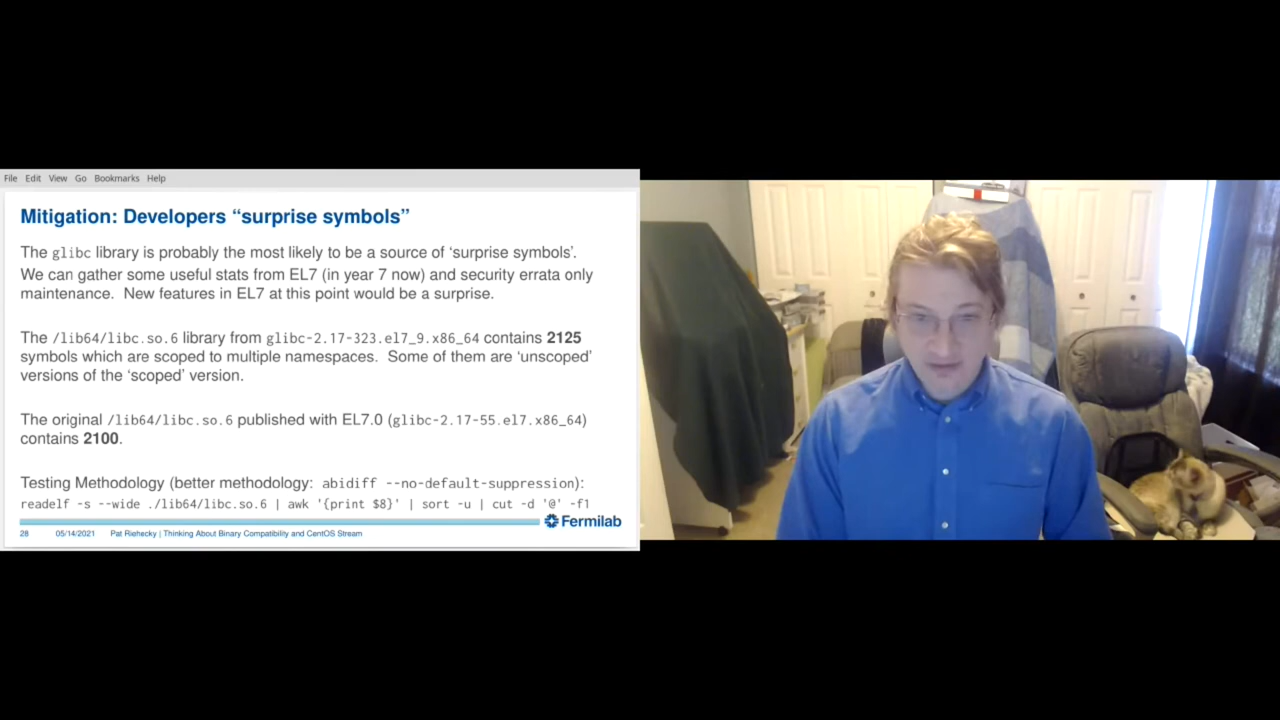 File Edit View Go Bookmarks Help
Mitigation: Developers “surprise symbols”
The glibc library is probably the most likely to be a source of ‘surprise symbols’.
We can gather some useful stats from EL7 (in year 7 now) and security errata only
maintenance. New features in EL7 at this point would be a surprise.
The /lib64/libc.so.6 library from glibc-2.17-323.el7_9.x86_64 contains 2125
symbols which are scoped to multiple namespaces. Some of them are ‘unscoped’
versions of the ‘scoped’ version.
The original /lib64/libc.so.6 published with EL7.0 (glibc-2.17-55.el7.x86_64)
contains 2100.
Testing Methodology (better methodology: abidiff --no-default-suppression):
readelf -s --wide ./lib64/libc.so.6 | awk '{print $8}' | sort -u | cut -d '@' -f1
Fermilab
28 05/14/2021 Pat Riehecky | Thinking About Binary Compatibility and CentOS Stream